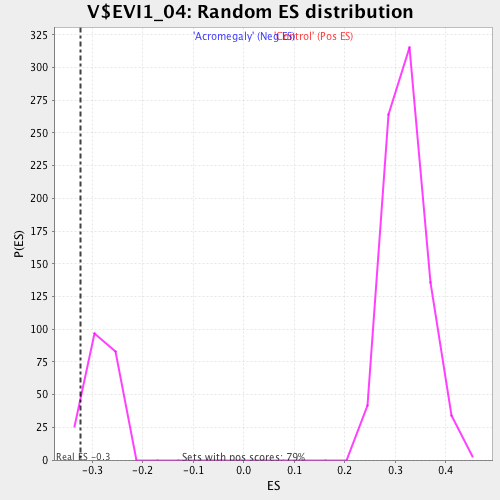 V$EVI1_04: Random ES distribution
'Acromegaly' (Neg ES) 'Control' (Pos ES)
325
300
275
250
225
200
175
150
125
100
75
50
25
0
P(ES)
Real ES -0.3
Sets with pos scores: 79%
-0.3 -0.2 -0.1 0.0 0.1 0.2 0.3 0.4
ES